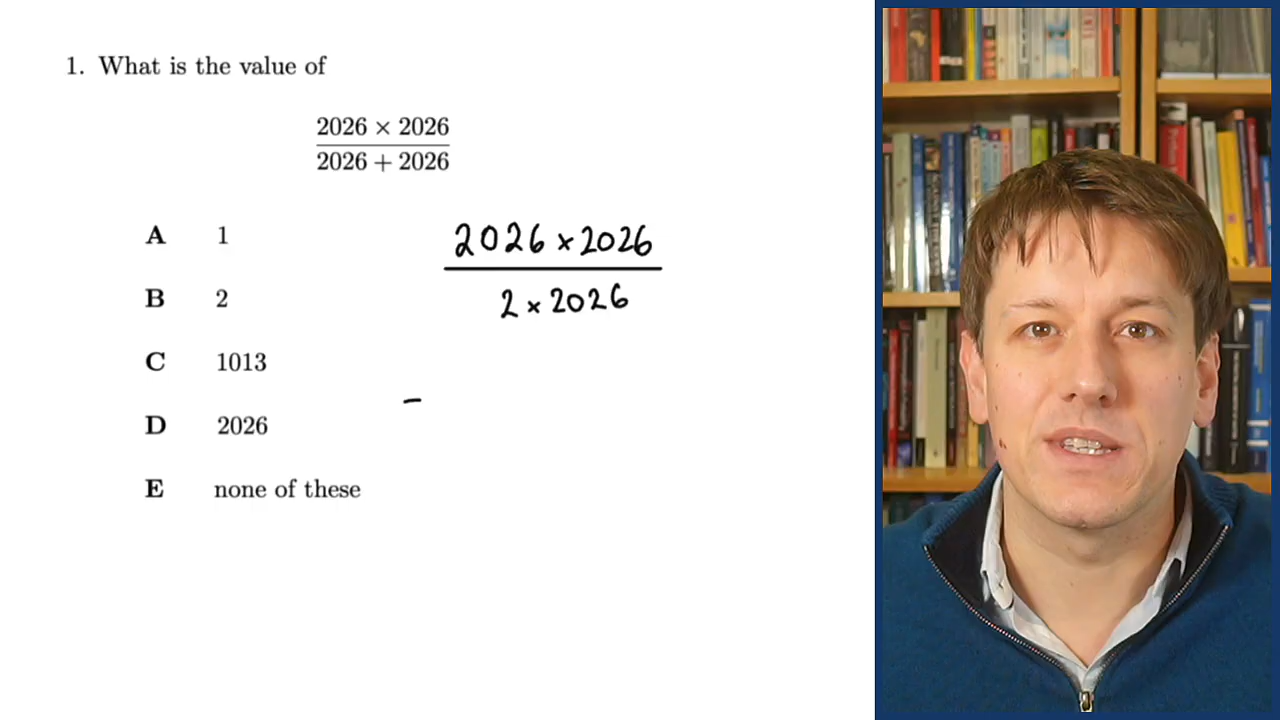 1. What is the value of
2026 × 2026
2026 + 2026
A 1
B 2
C 1013
D 2026
E none of these
2026 × 2026
2 × 2026
-